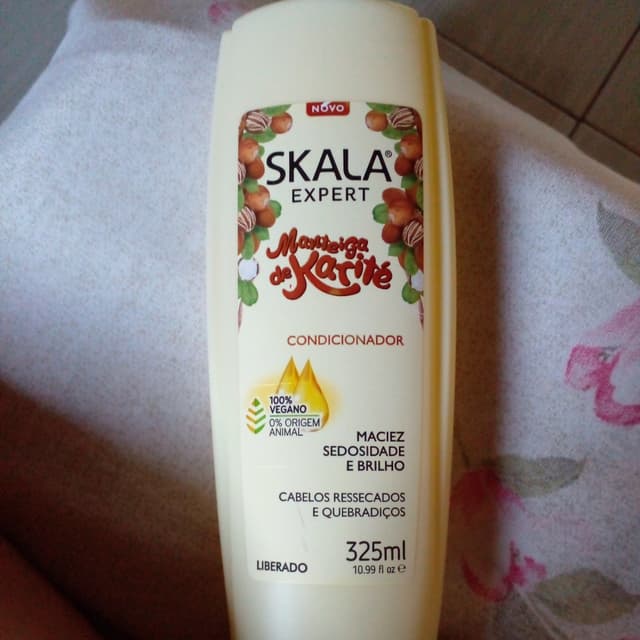 NOVO
SKALA®
EXPERT
Manteiga
de Karité
CONDICIONADOR
100%
VEGANO
0% ORIGEM
ANIMAL
MACIEZ
SEDOSIDADE
E BRILHO
CABELOS RESSECADOS
E QUEBRADIÇOS
325ml
LIBERADO 10.99 fl oz e